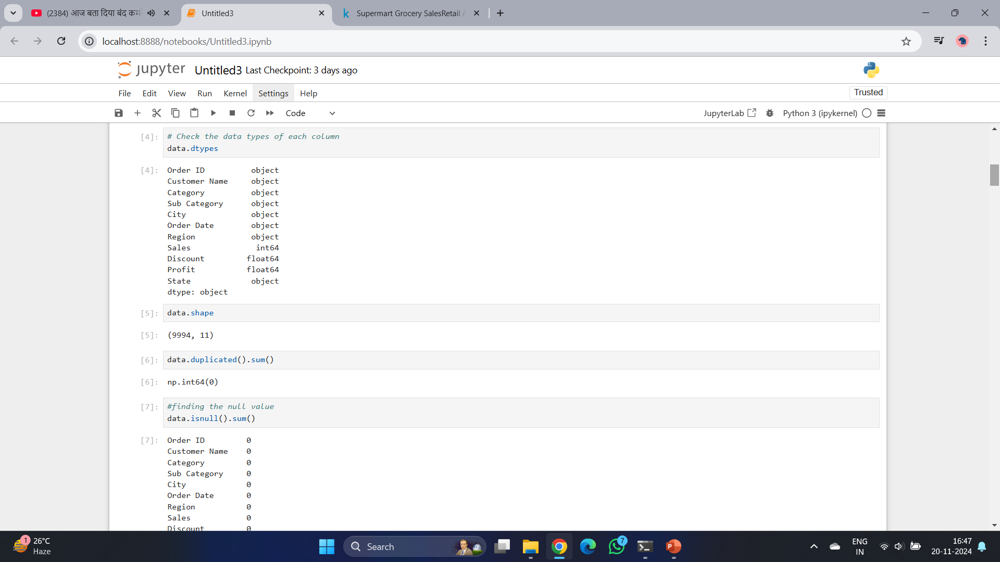 (2384) आज बता दिया बंद कमरे
Untitled3
Supermart Grocery SalesRetail
localhost:8888/notebooks/Untitled3.ipynb
jupyter Untitled3 Last Checkpoint: 3 days ago
File Edit View Run Kernel Settings Help
Trusted
Code
JupyterLab
Python 3 (ipykernel)
[4]: # Check the data types of each column
data.dtypes
[4]: Order ID object
Customer Name object
Category object
Sub Category object
City object
Order Date object
Region object
Sales int64
Discount float64
Profit float64
State object
dtype: object
[5]: data.shape
[5]: (9994, 11)
[6]: data.duplicated().sum()
[6]: np.int64(0)
[7]: #finding the null value
data.isnull().sum()
[7]: Order ID 0
Customer Name 0
Category 0
Sub Category 0
City 0
Order Date 0
Region 0
Sales 0
Discount 0
1
26°C
Haze
Search
7
ENG
IN
16:47
20-11-2024